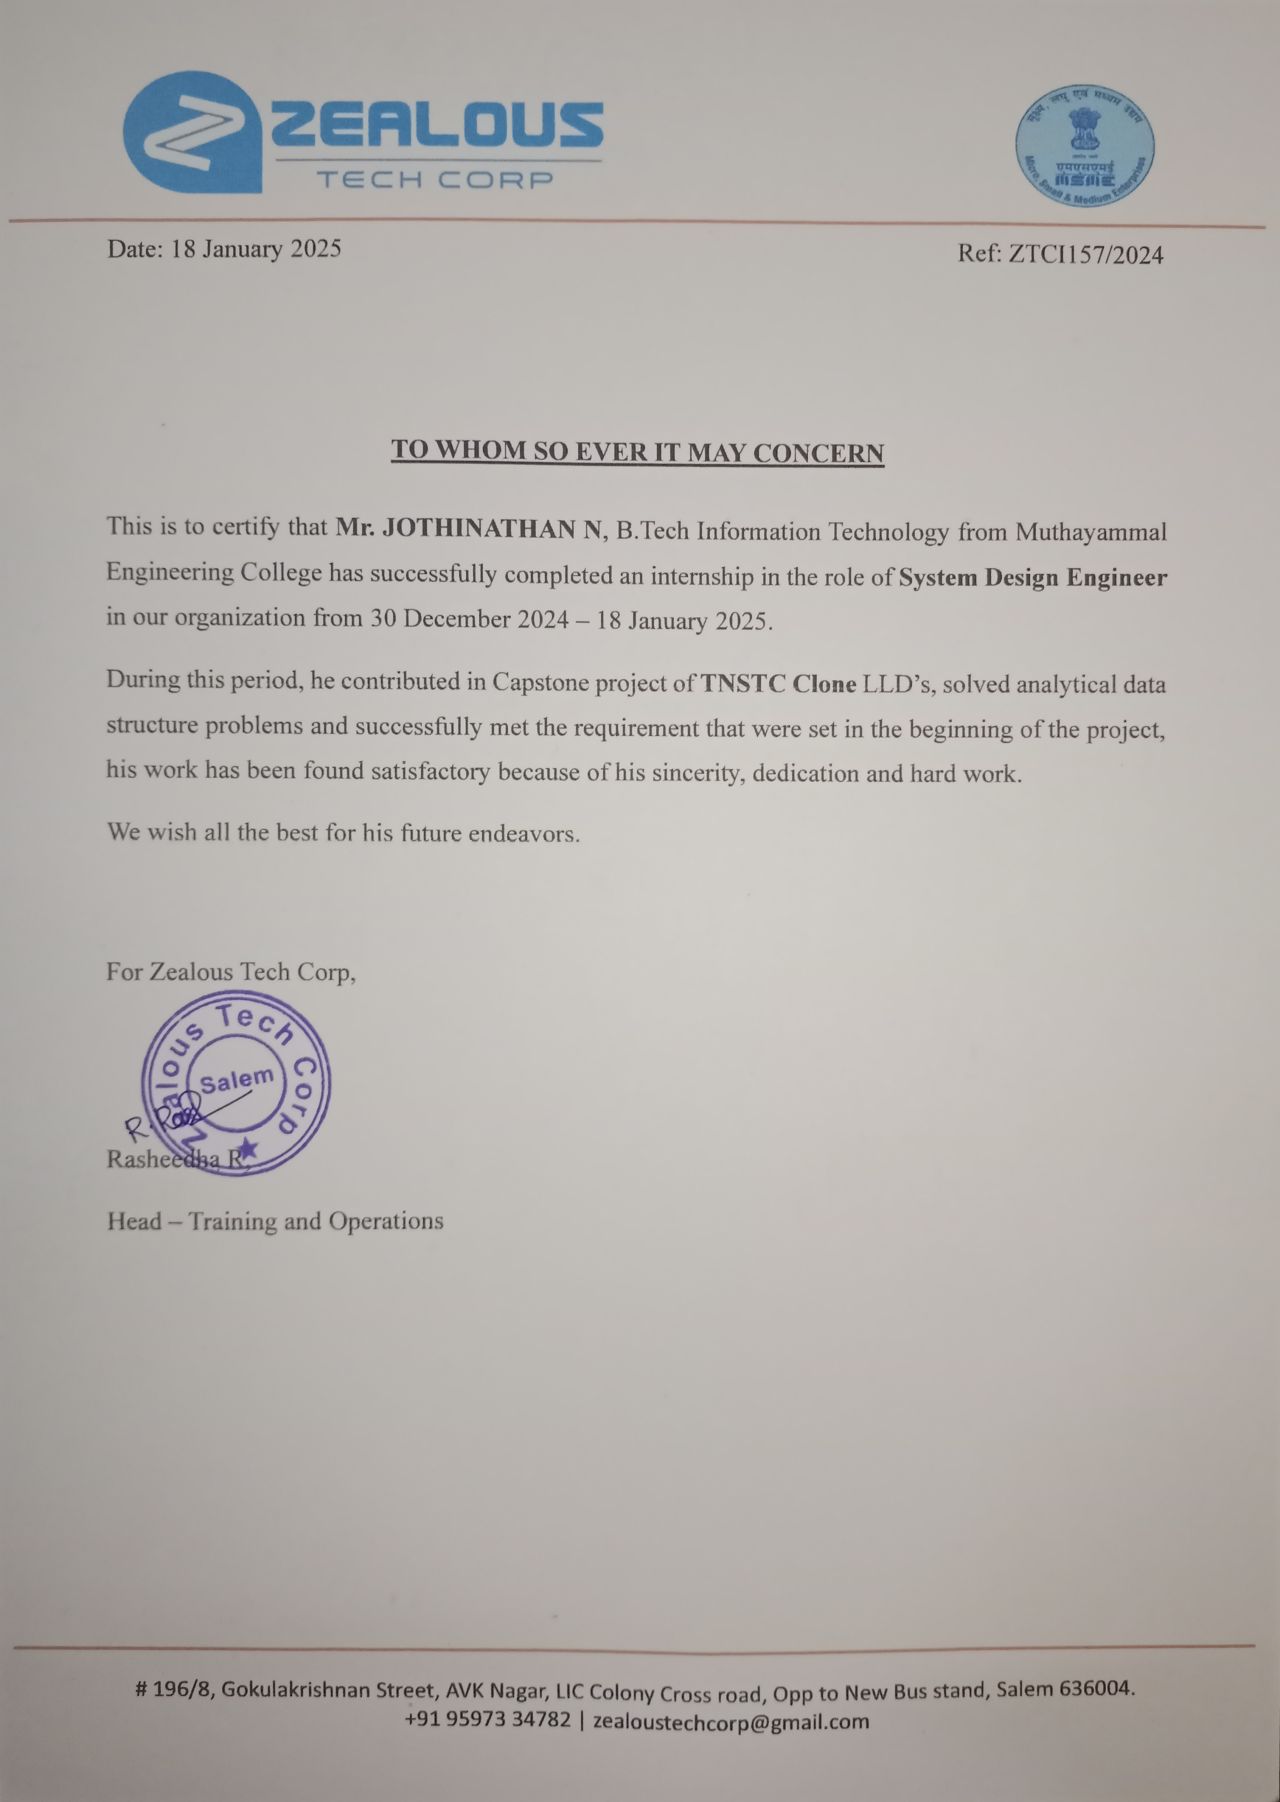 ZEALOUS
TECH CORP
सूक्ष्म, लघु एवं मध्यम उद्यम
एमएसएमई
MSME
Micro, Small & Medium Enterprises
Date: 18 January 2025
Ref: ZTCI157/2024
TO WHOM SO EVER IT MAY CONCERN
This is to certify that Mr. JOTHINATHAN N, B.Tech Information Technology from Muthayammal
Engineering College has successfully completed an internship in the role of System Design Engineer
in our organization from 30 December 2024 – 18 January 2025.
During this period, he contributed in Capstone project of TNSTC Clone LLD’s, solved analytical data
structure problems and successfully met the requirement that were set in the beginning of the project,
his work has been found satisfactory because of his sincerity, dedication and hard work.
We wish all the best for his future endeavors.
For Zealous Tech Corp,
Zealous Tech Corp
Salem
Rasheedha R,
Head – Training and Operations
# 196/8, Gokulakrishnan Street, AVK Nagar, LIC Colony Cross road, Opp to New Bus stand, Salem 636004.
+91 95973 34782 | zealoustechcorp@gmail.com